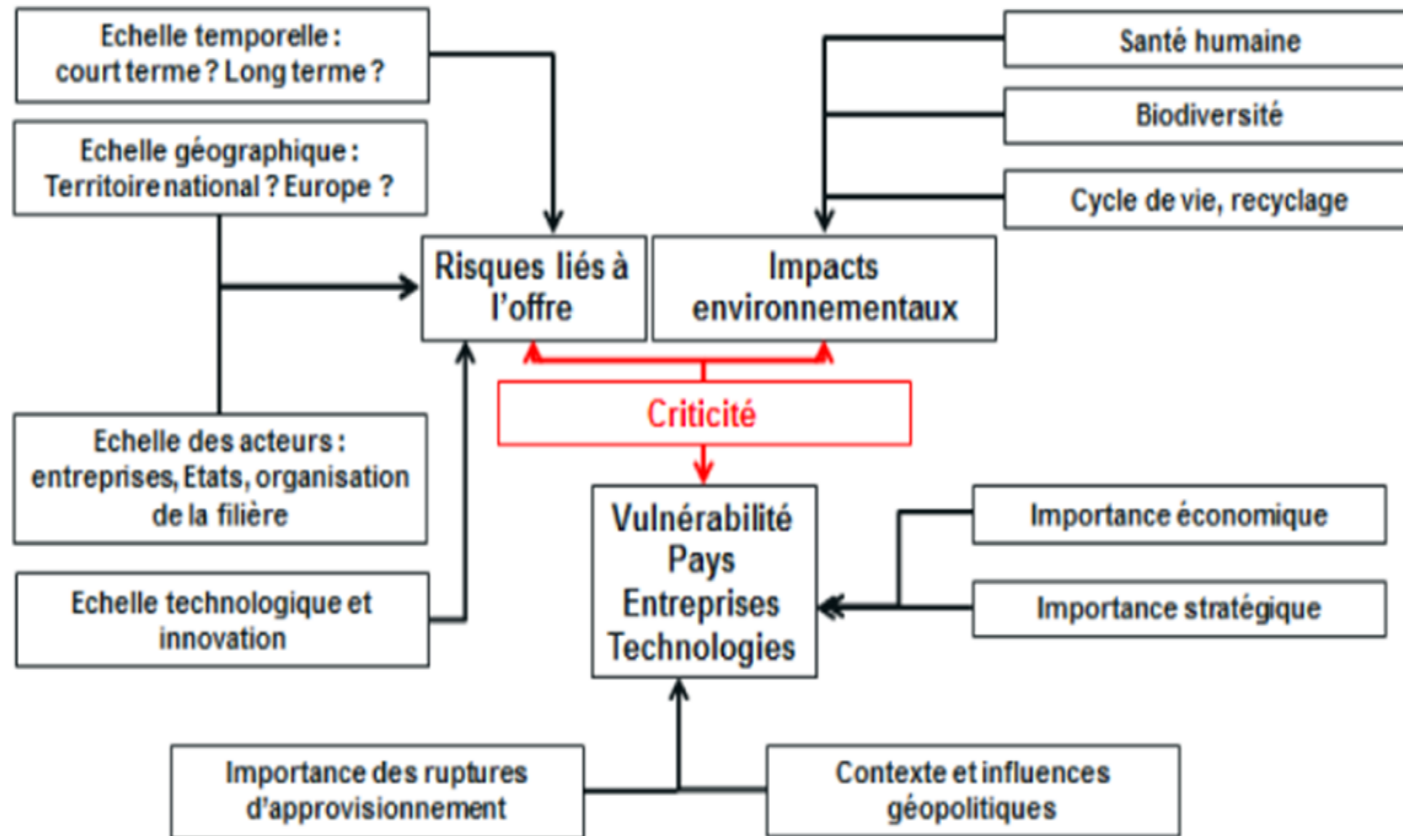 Echelle temporelle :
court terme ? Long terme ?
Echelle géographique :
Territoire national ? Europe ?
Echelle des acteurs :
entreprises, Etats, organisation
de la filière
Echelle technologique et
innovation
Santé humaine
Biodiversité
Cycle de vie, recyclage
Risques liés à
l'offre
Impacts
environnementaux
Criticité
Vulnérabilité
Pays
Entreprises
Technologies
Importance économique
Importance stratégique
Importance des ruptures
d'approvisionnement
Contexte et influences
géopolitiques